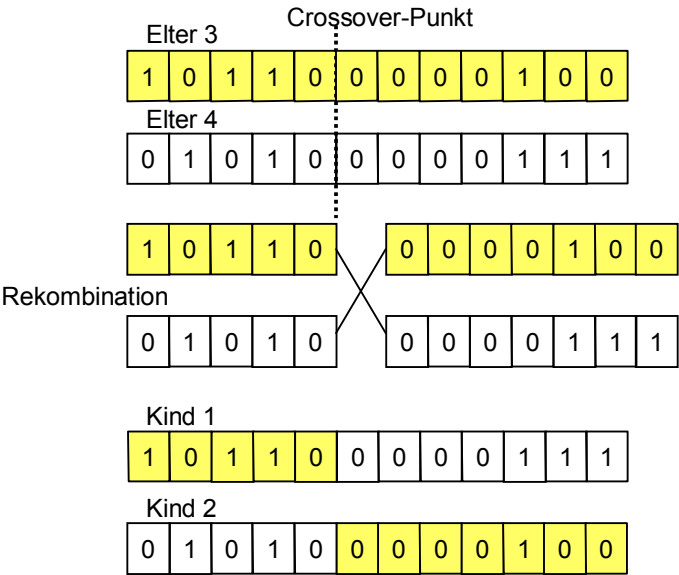 Crossover-Punkt
Elter 3
1 0 1 1 0 0 0 0 0 1 0 0
Elter 4
0 1 0 1 0 0 0 0 0 1 1 1
1 0 1 1 0 0 0 0 0 1 0 0
Rekombination
0 1 0 1 0 0 0 0 0 1 1 1
Kind 1
1 0 1 1 0 0 0 0 0 1 1 1
Kind 2
0 1 0 1 0 0 0 0 0 1 0 0